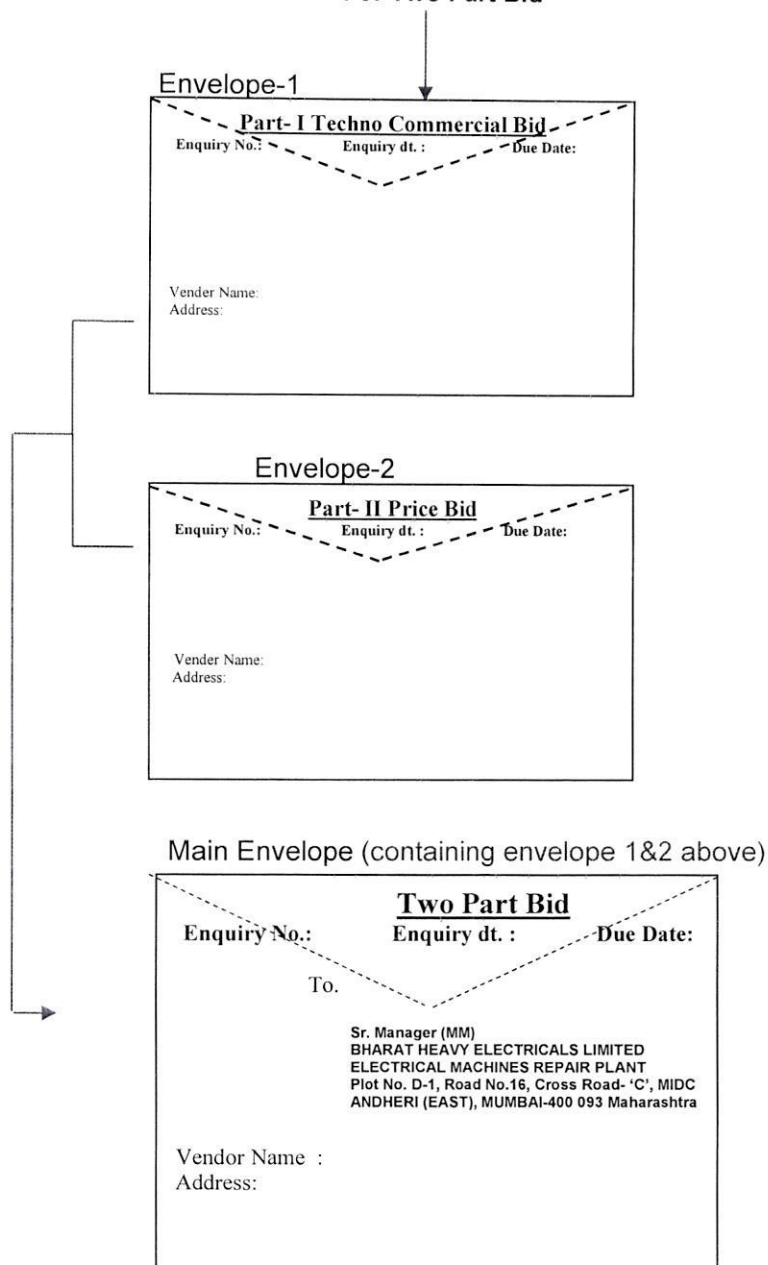 For Two Part Bid
Envelope-1
Part- I Techno Commercial Bid
Enquiry No.: Enquiry dt. : Due Date:
Vender Name:
Address:
Envelope-2
Part- II Price Bid
Enquiry No.: Enquiry dt. : Due Date:
Vender Name:
Address:
Main Envelope (containing envelope 1&2 above)
Two Part Bid
Enquiry No.: Enquiry dt. : Due Date:
To.
Sr. Manager (MM)
BHARAT HEAVY ELECTRICALS LIMITED
ELECTRICAL MACHINES REPAIR PLANT
Plot No. D-1, Road No.16, Cross Road- ‘C’, MIDC
ANDHERI (EAST), MUMBAI-400 093 Maharashtra
Vendor Name :
Address: